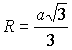 R = a√3/3